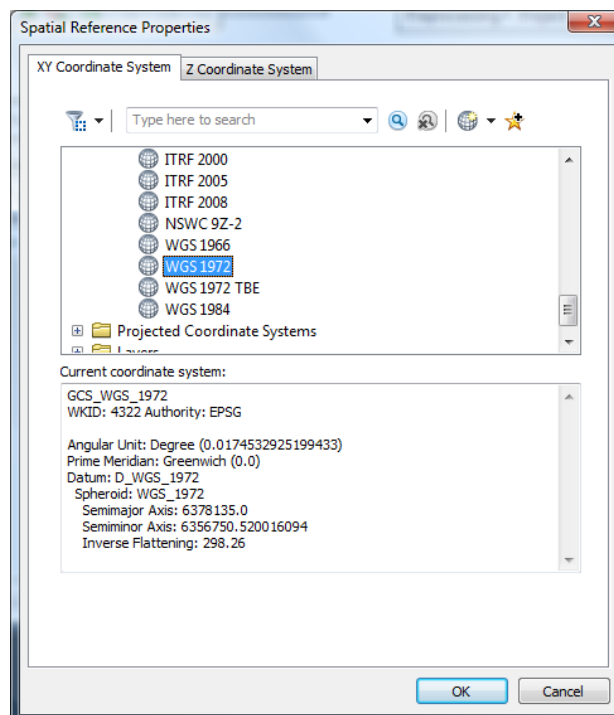 Spatial Reference Properties
XY Coordinate System
Z Coordinate System
Type here to search
ITRF 2000
ITRF 2005
ITRF 2008
NSWC 9Z-2
WGS 1966
WGS 1972
WGS 1972 TBE
WGS 1984
Projected Coordinate Systems
Layers
Current coordinate system:
GCS_WGS_1972
WKID: 4322 Authority: EPSG
Angular Unit: Degree (0.0174532925199433)
Prime Meridian: Greenwich (0.0)
Datum: D_WGS_1972
Spheroid: WGS_1972
Semimajor Axis: 6378135.0
Semiminor Axis: 6356750.520016094
Inverse Flattening: 298.26
OK
Cancel